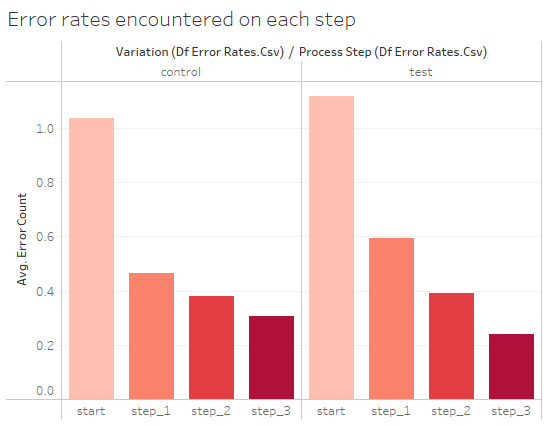 Error rates encountered on each step
Variation (Df Error Rates.Csv) / Process Step (Df Error Rates.Csv)
control test
Avg. Error Count
1.0
0.8
0.6
0.4
0.2
0.0
start step_1 step_2 step_3 start step_1 step_2 step_3